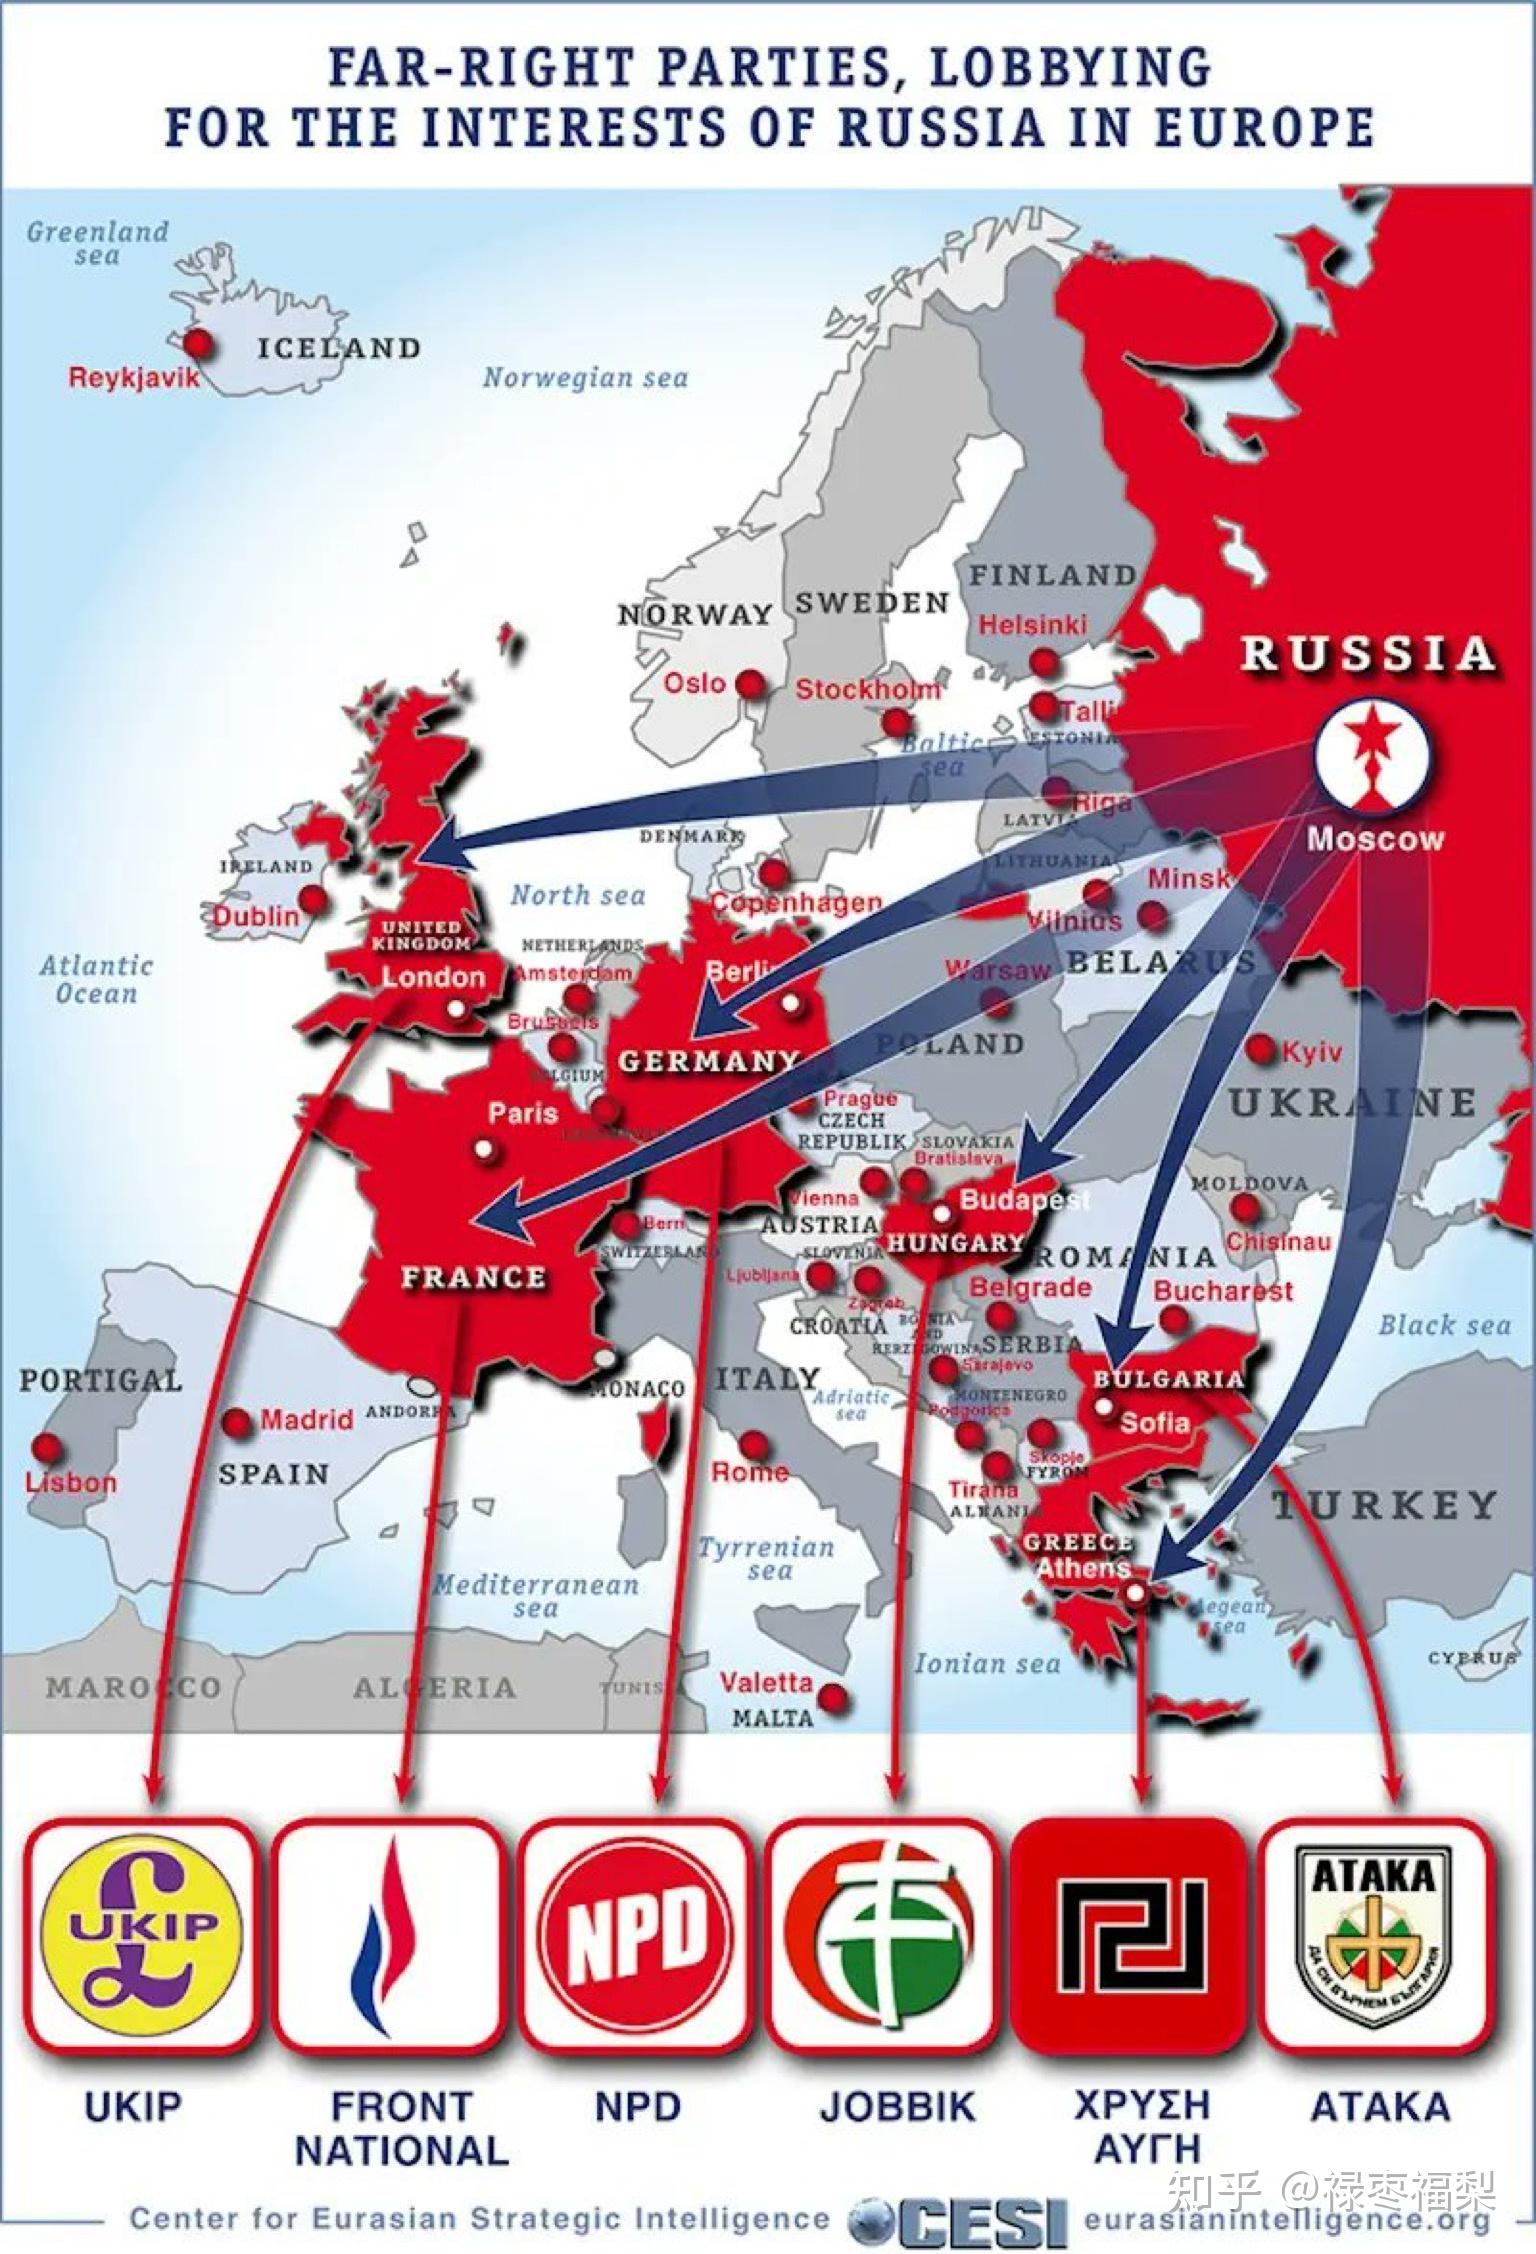 FAR-RIGHT PARTIES, LOBBYING
FOR THE INTERESTS OF RUSSIA IN EUROPE
Greenland
sea
ICELAND
Reykjavik
Norwegian sea
NORWAY
SWEDEN
FINLAND
Helsinki
Oslo
Stockholm
RUSSIA
Talli
ESTONIA
Baltic
sea
Riga
LATVIA
Moscow
DENMARK
IRELAND
LITHUANIA
Minsk
Dublin
North sea
Copenhagen
Vilnius
UNITED
KINGDOM
NETHERLANDS
BELARUS
Atlantic
Ocean
London
Amsterdam
Berlin
Warsaw
Brussels
POLAND
Kyiv
GERMANY
BELGIUM
UKRAINE
Paris
Prague
CZECH
REPUBLIK
SLOVAKIA
Bratislava
MOLDOVA
Vienna
Budapest
Bern
AUSTRIA
HUNGARY
Chisinau
SWITZERLAND
SLOVENIA
ROMANIA
FRANCE
Ljubljana
Zagreb
Belgrade
Bucharest
CROATIA
BOSNIA
AND
HERZEGOWINA
SERBIA
Black sea
Sarajevo
PORTIGAL
MONACO
ITALY
BULGARIA
Adriatic
sea
MONTENEGRO
Podgorica
Madrid
ANDORRA
Sofia
Lisbon
SPAIN
Rome
Skopje
FYROM
Tirana
ALBANIA
TURKEY
GREECE
Athens
Tyrrenian
sea
Mediterranean
sea
Aegean
sea
Ionian sea
CYPRUS
MAROCCO
ALGERIA
TUNISIA
Valetta
MALTA
UKIP
NPD
ATAKA
ДА СИ ВЪРНЕМ БЪЛГАРИЯ
UKIP
FRONT
NATIONAL
NPD
JOBBIK
ΧΡΥΣΗ
ΑΥΓΗ
ATAKA
知乎 @禄枣福梨
Center for Eurasian Strategic Intelligence CESI eurasianintelligence.org